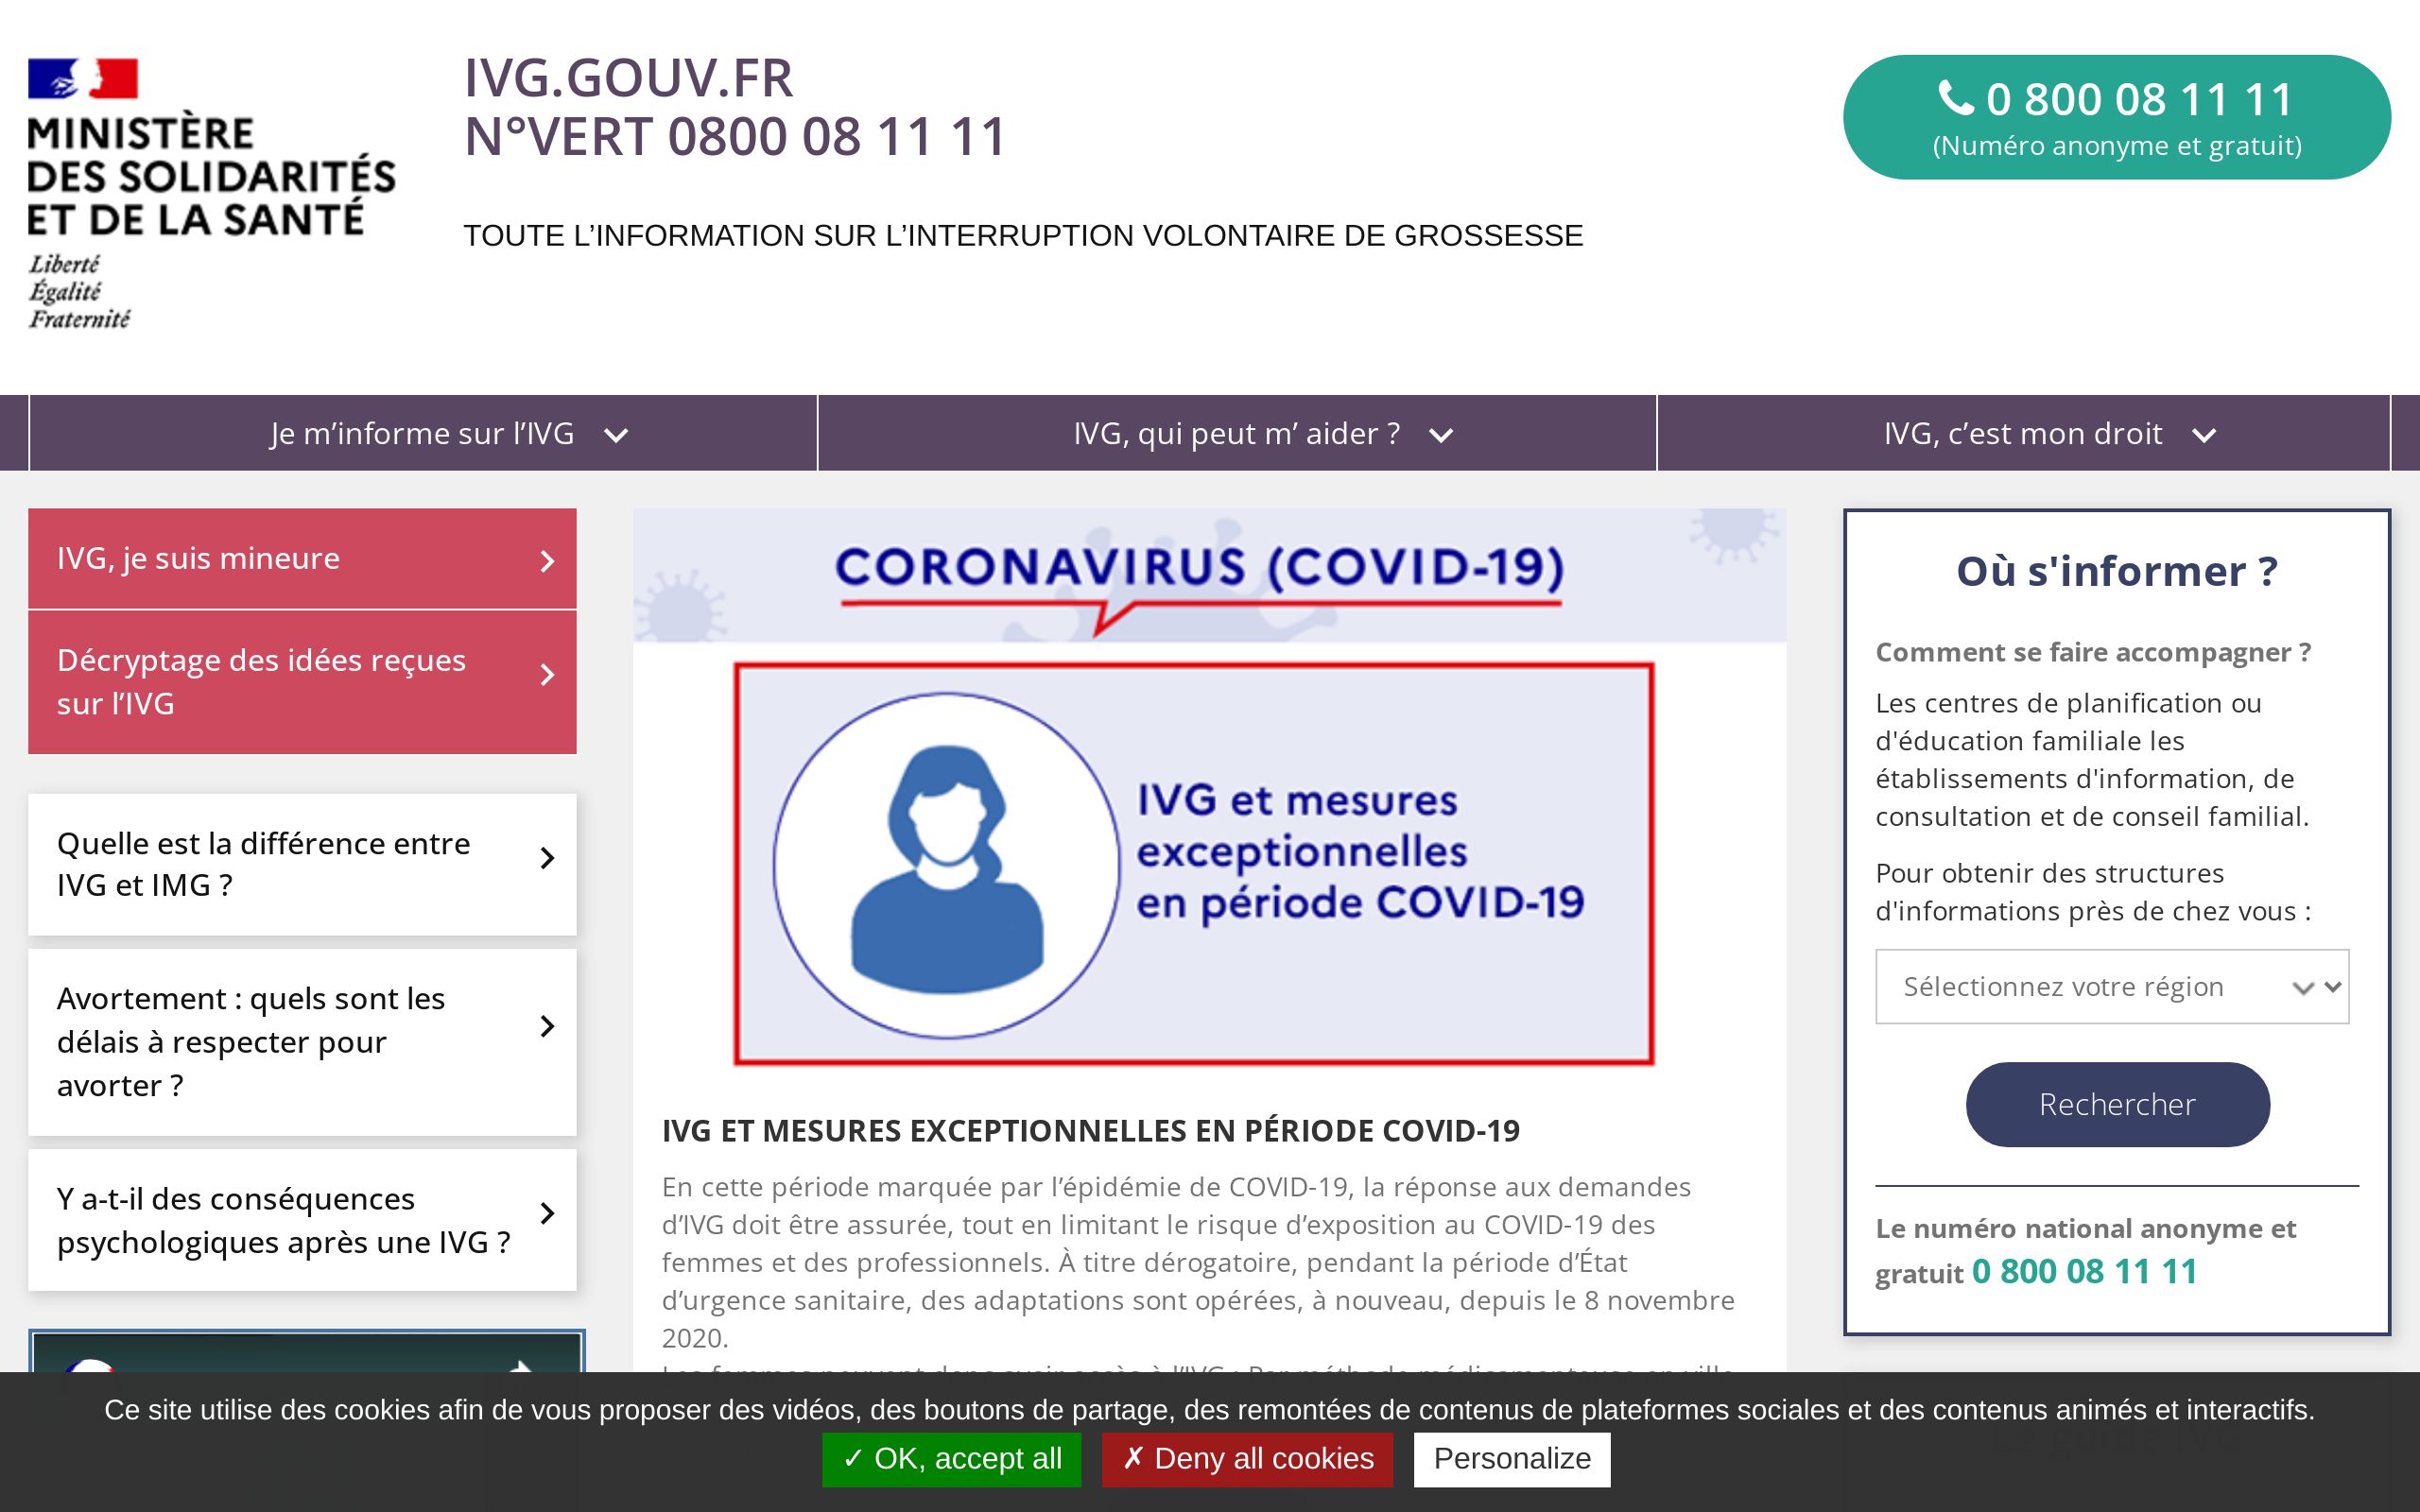 MINISTÈRE
DES SOLIDARITÉS
ET DE LA SANTÉ
Liberté
Égalité
Fraternité
IVG.GOUV.FR
N°VERT 0800 08 11 11
TOUTE L’INFORMATION SUR L’INTERRUPTION VOLONTAIRE DE GROSSESSE
0 800 08 11 11
(Numéro anonyme et gratuit)
Je m’informe sur l’IVG
IVG, qui peut m’ aider ?
IVG, c’est mon droit
IVG, je suis mineure
Décryptage des idées reçues
sur l’IVG
Quelle est la différence entre
IVG et IMG ?
Avortement : quels sont les
délais à respecter pour
avorter ?
Y a-t-il des conséquences
psychologiques après une IVG ?
CORONAVIRUS (COVID-19)
IVG et mesures
exceptionnelles
en période COVID-19
IVG ET MESURES EXCEPTIONNELLES EN PÉRIODE COVID-19
En cette période marquée par l’épidémie de COVID-19, la réponse aux demandes
d’IVG doit être assurée, tout en limitant le risque d’exposition au COVID-19 des
femmes et des professionnels. À titre dérogatoire, pendant la période d’État
d’urgence sanitaire, des adaptations sont opérées, à nouveau, depuis le 8 novembre
2020.
Les femmes peuvent donc avoir accès à l’IVG : Par méthode médicamenteuse en ville
Où s'informer ?
Comment se faire accompagner ?
Les centres de planification ou
d'éducation familiale les
établissements d'information, de
consultation et de conseil familial.
Pour obtenir des structures
d'informations près de chez vous :
Sélectionnez votre région
Rechercher
Le numéro national anonyme et
gratuit 0 800 08 11 11
Ce site utilise des cookies afin de vous proposer des vidéos, des boutons de partage, des remontées de contenus de plateformes sociales et des contenus animés et interactifs.
✓ OK, accept all
✗ Deny all cookies
Personalize